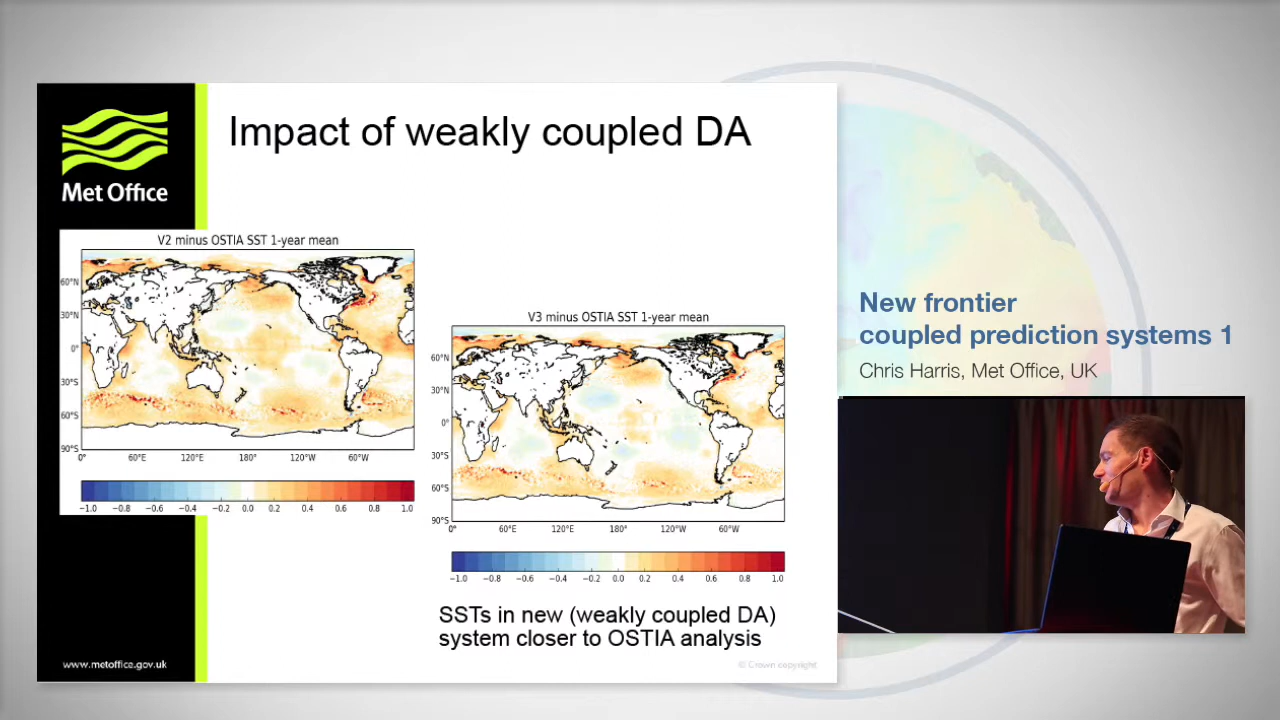 Impact of weakly coupled DA
Met Office
V2 minus OSTIA SST 1-year mean
60°N
30°N
0°
30°S
60°S
90°S
0° 60°E 120°E 180° 120°W 60°W
−1.0 −0.8 −0.6 −0.4 −0.2 0.0 0.2 0.4 0.6 0.8 1.0
V3 minus OSTIA SST 1-year mean
60°N
30°N
0°
30°S
60°S
90°S
0° 60°E 120°E 180° 120°W 60°W
−1.0 −0.8 −0.6 −0.4 −0.2 0.0 0.2 0.4 0.6 0.8 1.0
SSTs in new (weakly coupled DA)
system closer to OSTIA analysis
www.metoffice.gov.uk
© Crown copyright
New frontier
coupled prediction systems 1
Chris Harris, Met Office, UK